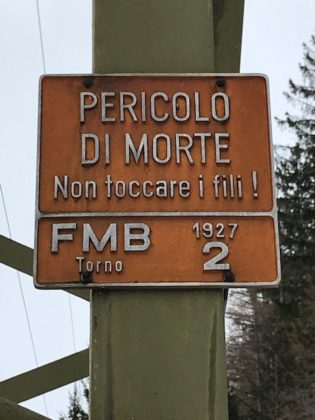 PERICOLO
DI MORTE
Non toccare i fili !
FMB 1927
Torno 2